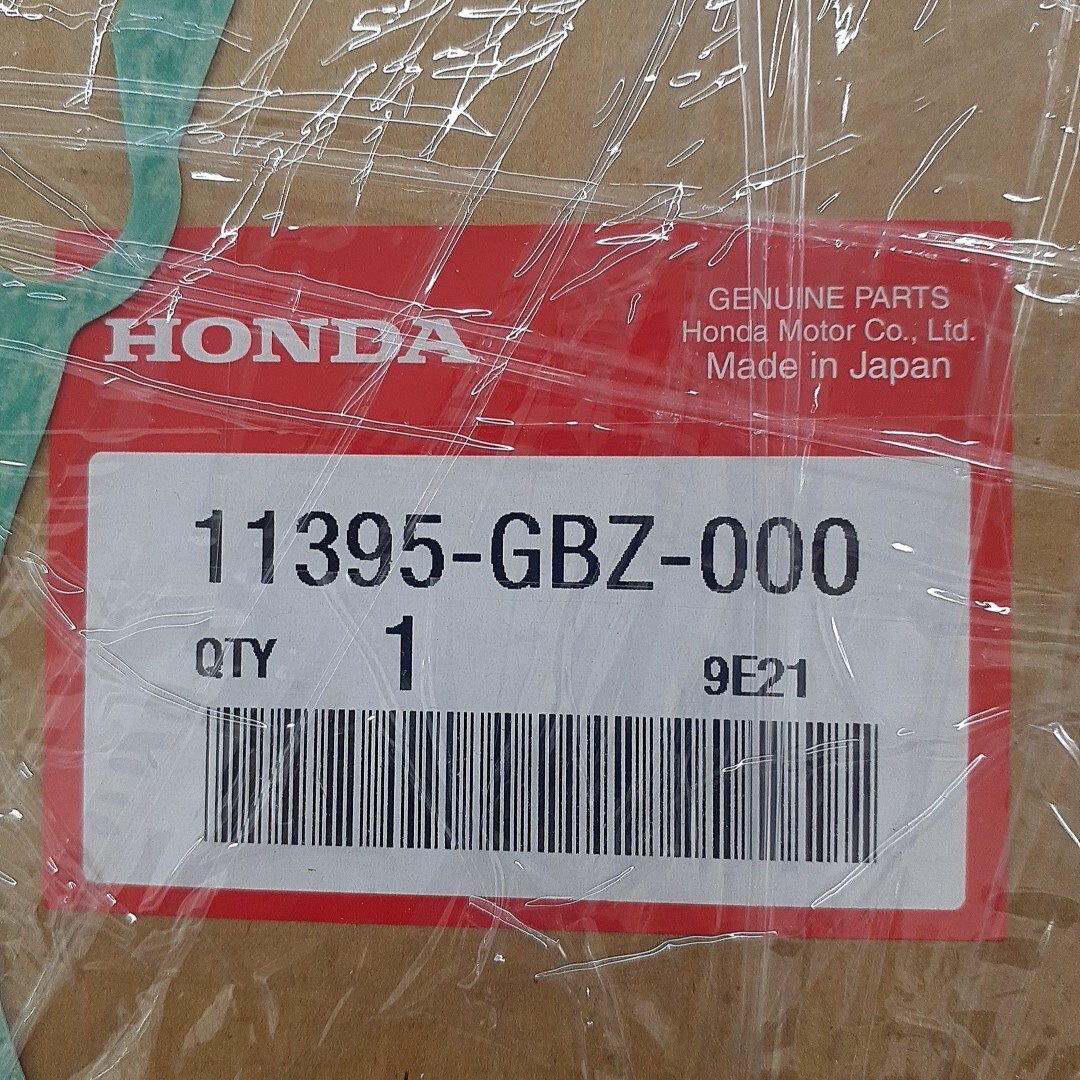 HONDA
GENUINE PARTS
Honda Motor Co., Ltd.
Made in Japan
11395-GBZ-000
QTY 1 9E21